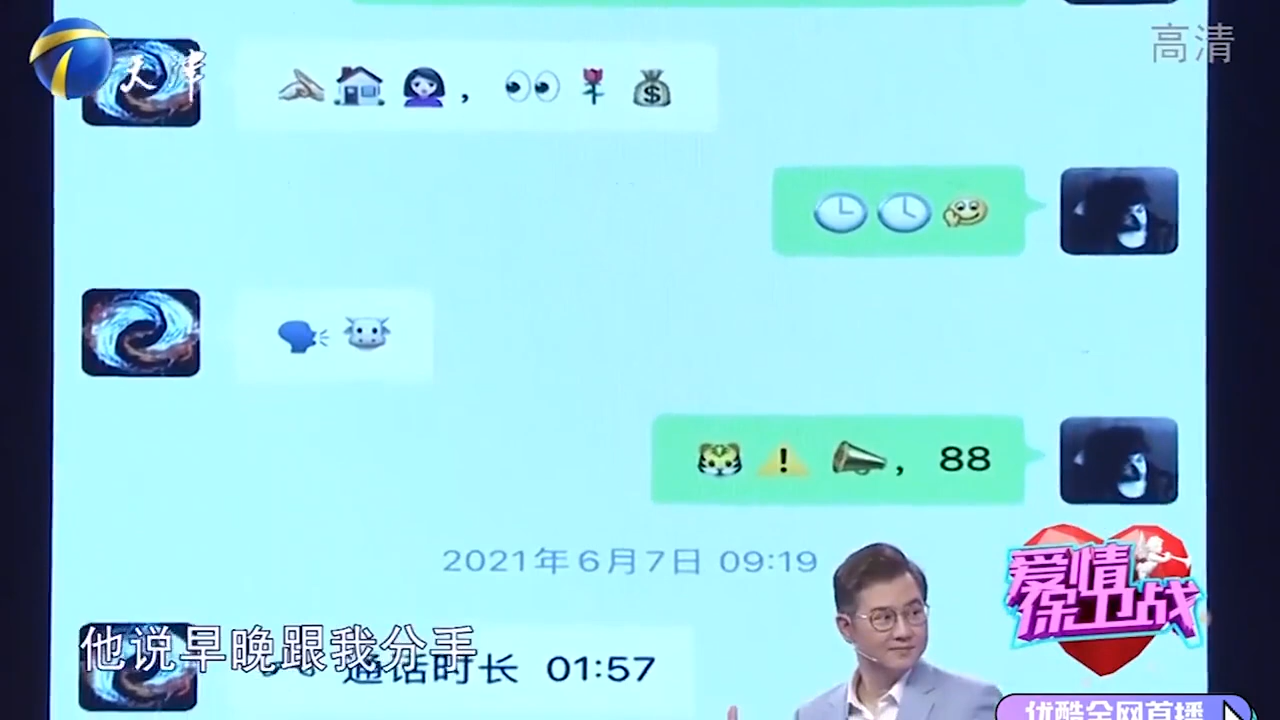 天津
高清
，
，88
2021年6月7日 09:19
他说早晚跟我分手
通话时长 01:57
爱情
保卫战
优酷全网首播